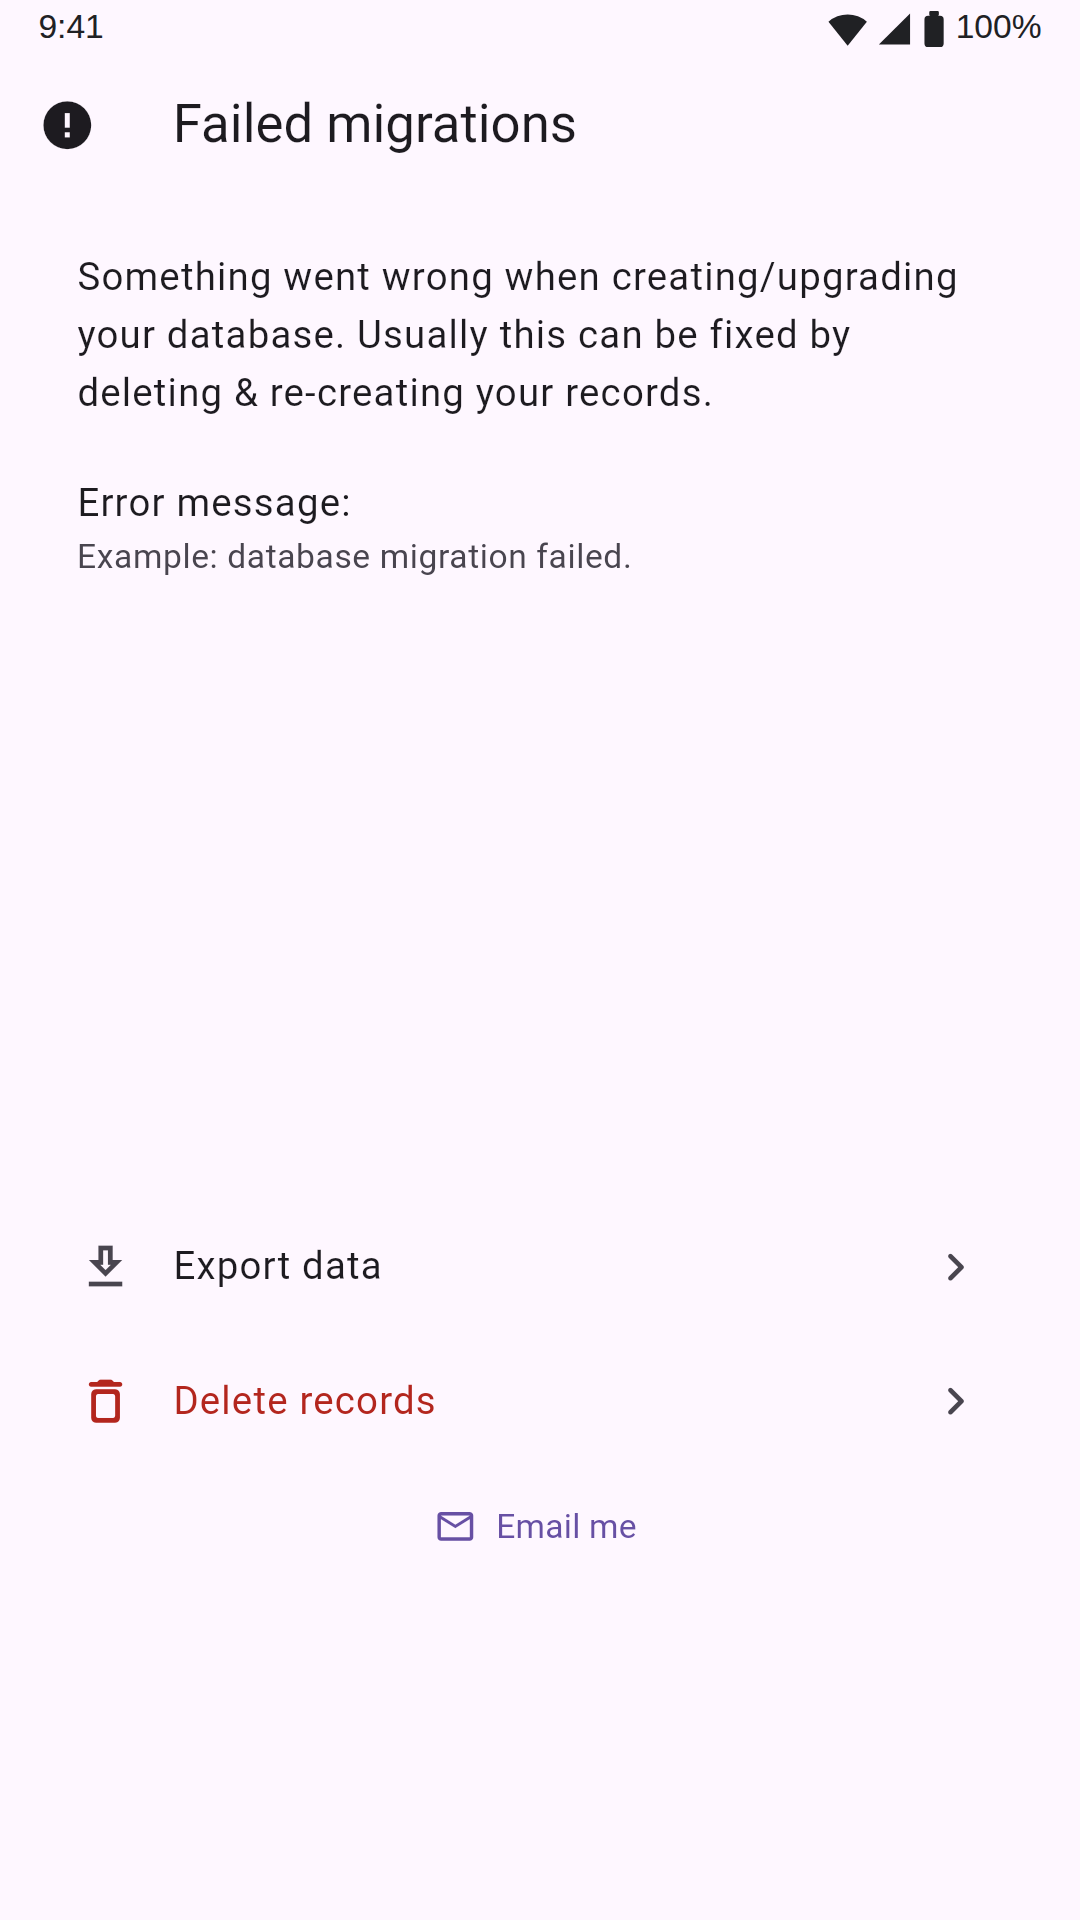 9:41
100%
Failed migrations
Something went wrong when creating/upgrading
your database. Usually this can be fixed by
deleting & re-creating your records.
Error message:
Example: database migration failed.
Export data
Delete records
Email me